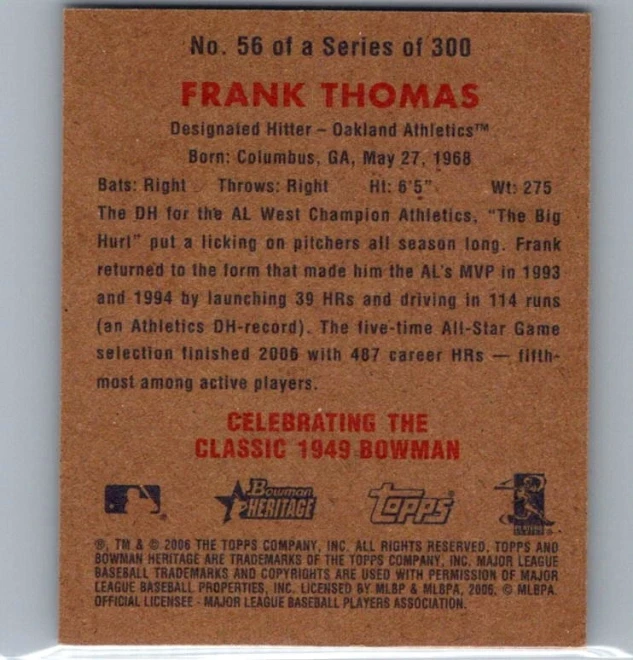 No. 56 of a Series of 300
FRANK THOMAS
Designated Hitter – Oakland Athletics™
Born: Columbus, GA, May 27, 1968
Bats: Right Throws: Right Ht: 6'5" Wt: 275
The DH for the AL West Champion Athletics, "The Big
Hurt" put a licking on pitchers all season long. Frank
returned to the form that made him the AL's MVP in 1993
and 1994 by launching 39 HRs and driving in 114 runs
(an Athletics DH-record). The five-time All-Star Game
selection finished 2006 with 487 career HRs — fifth-
most among active players.
CELEBRATING THE
CLASSIC 1949 BOWMAN
Bowman
HERITAGE
topps
®, TM & © 2006 THE TOPPS COMPANY, INC. ALL RIGHTS RESERVED. TOPPS AND
BOWMAN HERITAGE ARE TRADEMARKS OF THE TOPPS COMPANY, INC. MAJOR LEAGUE
BASEBALL TRADEMARKS AND COPYRIGHTS ARE USED WITH PERMISSION OF MAJOR
LEAGUE BASEBALL PROPERTIES, INC. LICENSED BY MLBP & MLBPA, 2006. © MLBPA.
OFFICIAL LICENSEE - MAJOR LEAGUE BASEBALL PLAYERS ASSOCIATION.